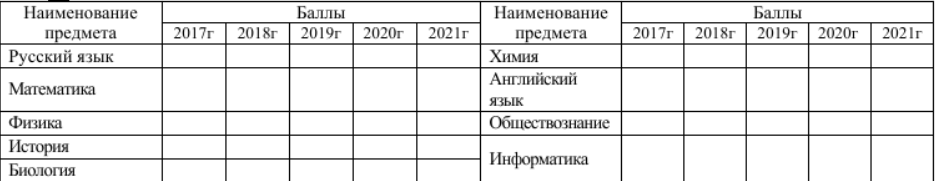 Наименование предмета Баллы Наименование предмета Баллы
2017г 2018г 2019г 2020г 2021г 2017г 2018г 2019г 2020г 2021г
Русский язык Химия
Математика Английский язык
Физика Обществознание
История Информатика
Биология